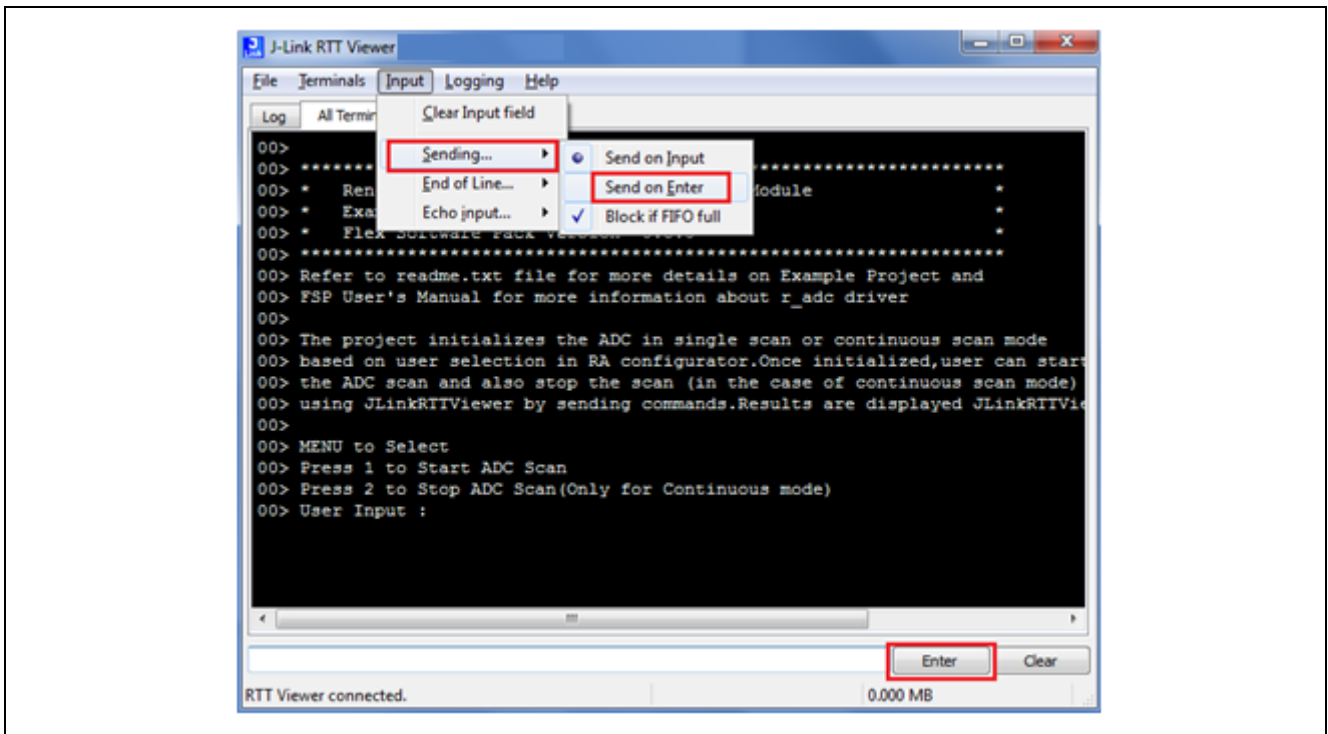 J-Link RTT Viewer
File Terminals Input Logging Help
Log All Termin
Clear Input field
Sending...
End of Line...
Echo input...
Send on Input
Send on Enter
Block if FIFO full
00>
00> *******                    ***********************
00> * Ren                    Module *
00> * Exa                    *
00> * Flex Software Pack                    *
00> ***********************************************************************
00> Refer to readme.txt file for more details on Example Project and
00> FSP User's Manual for more information about r_adc driver
00>
00> The project initializes the ADC in single scan or continuous scan mode
00> based on user selection in RA configurator.Once initialized,user can start
00> the ADC scan and also stop the scan (in the case of continuous scan mode)
00> using JLinkRTTViewer by sending commands.Results are displayed JLinkRTTVie
00>
00> MENU to Select
00> Press 1 to Start ADC Scan
00> Press 2 to Stop ADC Scan(Only for Continuous mode)
00> User Input :
Enter Clear
RTT Viewer connected. 0.000 MB